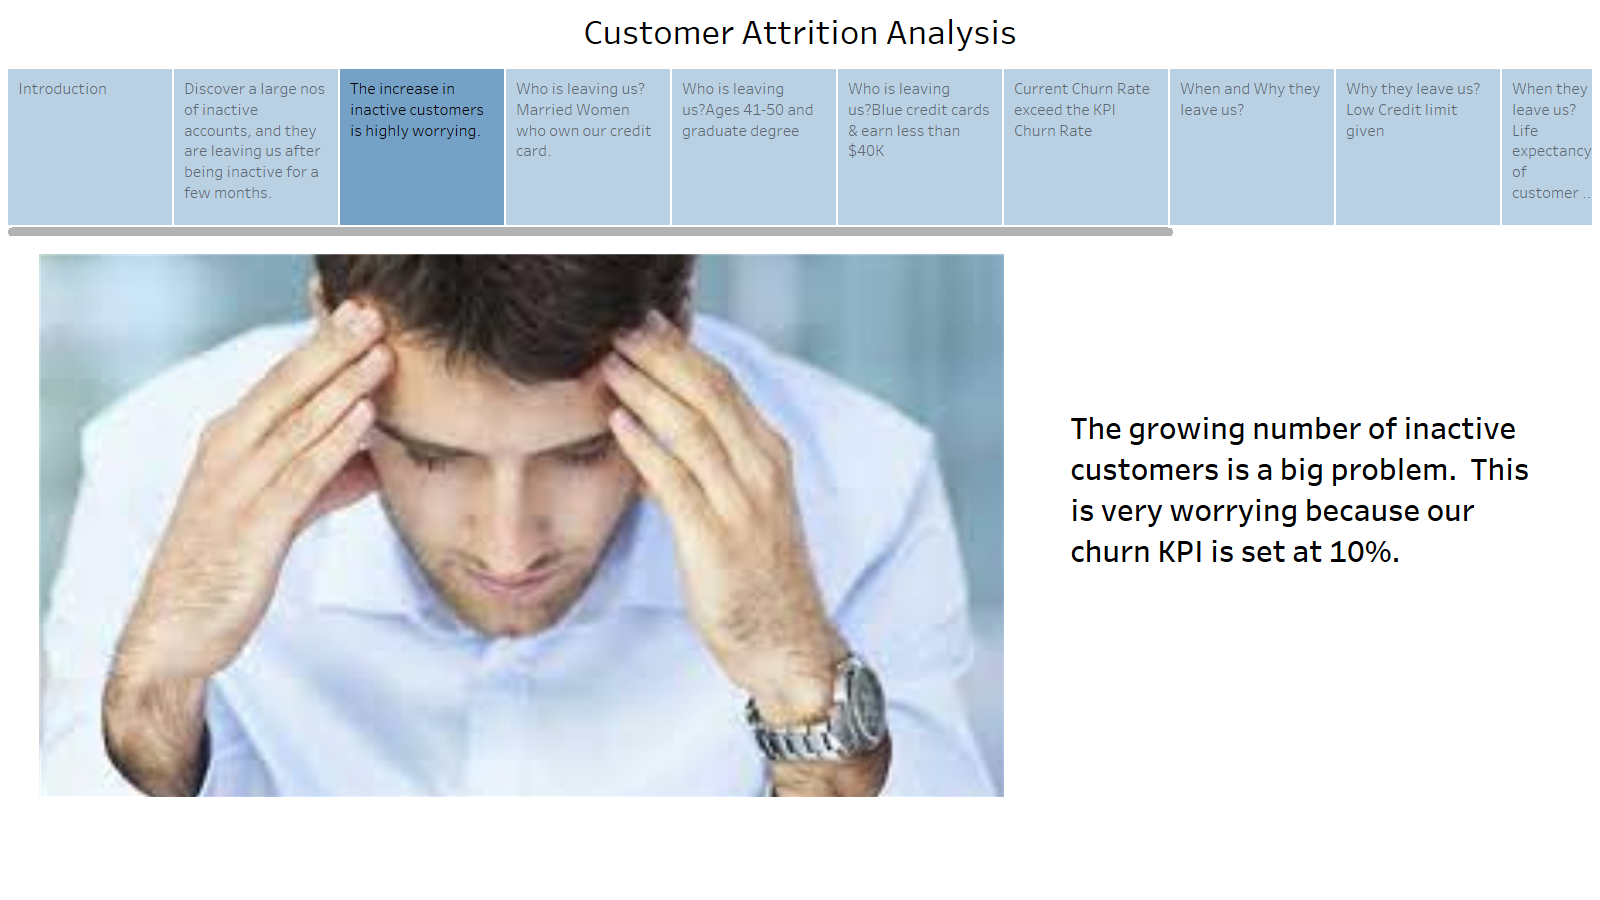 Customer Attrition Analysis
Introduction
Discover a large nos
of inactive
accounts, and they
are leaving us after
being inactive for a
few months.
The increase in
inactive customers
is highly worrying.
Who is leaving us?
Married Women
who own our credit
card.
Who is leaving
us?Ages 41-50 and
graduate degree
Who is leaving
us?Blue credit cards
& earn less than
$40K
Current Churn Rate
exceed the KPI
Churn Rate
When and Why they
leave us?
Why they leave us?
Low Credit limit
given
When they
leave us?
Life
expectancy
of
customer ..
The growing number of inactive
customers is a big problem.  This
is very worrying because our
churn KPI is set at 10%.